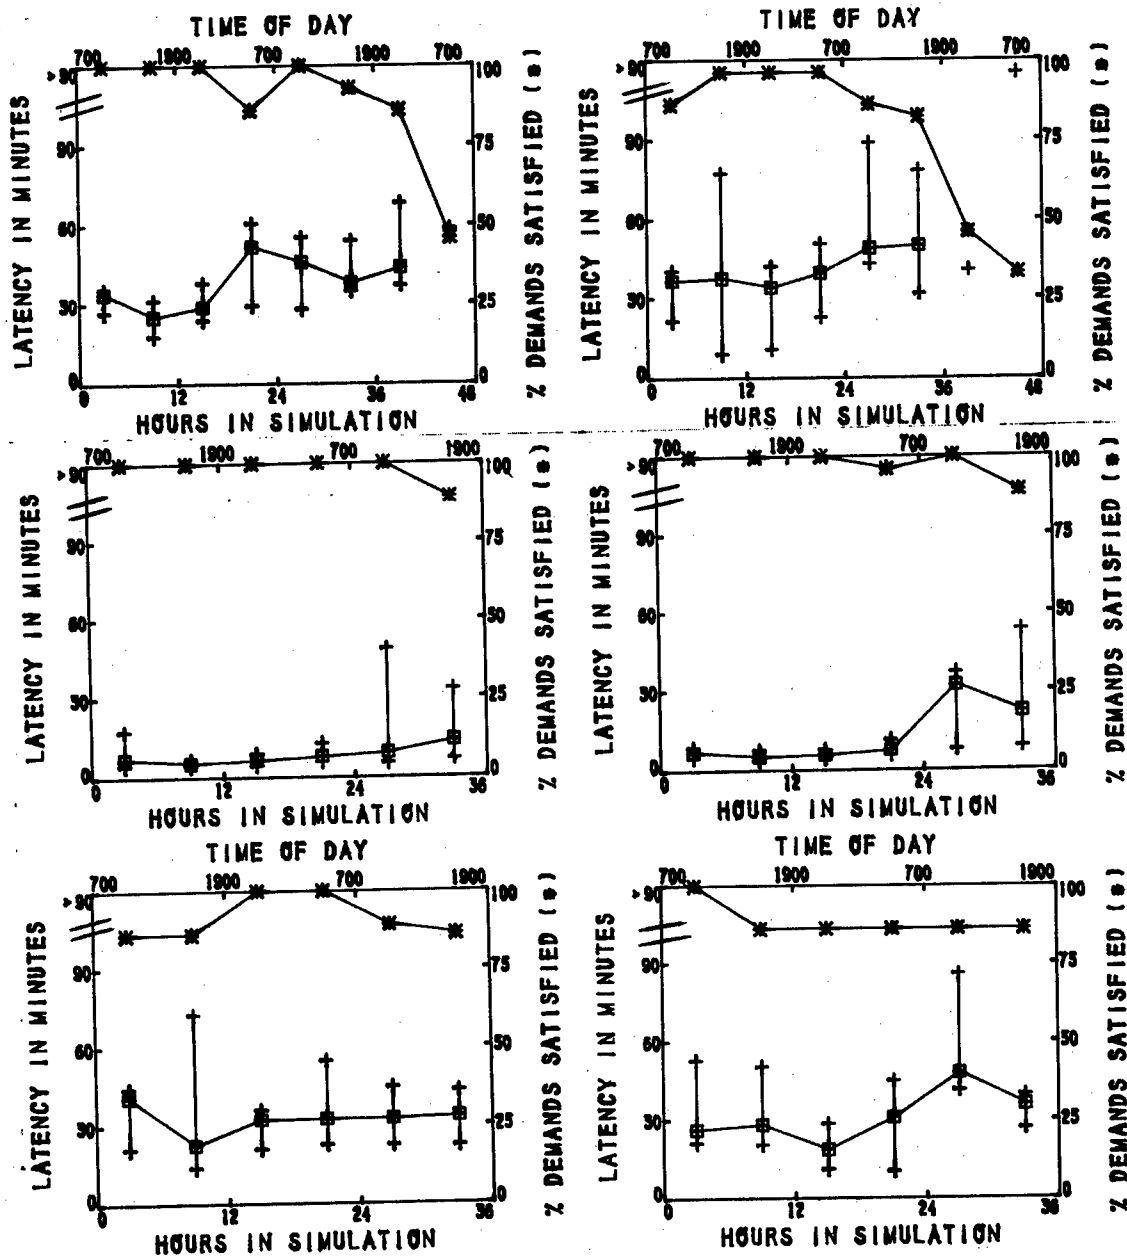 TIME OF DAY
700 1900 700 1900 700
>90 100
90 75
60 50
30 25
0 0
0 12 24 36 48
LATENCY IN MINUTES
% DEMANDS SATISFIED (*)
HOURS IN SIMULATION
TIME OF DAY
700 1900 700 1900 700
>90 100
90 75
60 50
30 25
0 0
0 12 24 36 48
LATENCY IN MINUTES
% DEMANDS SATISFIED (*)
HOURS IN SIMULATION
700 1900 700 1900
>90 100
90 75
60 50
30 25
0 0
0 12 24 36
LATENCY IN MINUTES
% DEMANDS SATISFIED (*)
HOURS IN SIMULATION
700 1900 700 1900
>90 100
90 75
60 50
30 25
0 0
0 12 24 36
LATENCY IN MINUTES
% DEMANDS SATISFIED (*)
HOURS IN SIMULATION
TIME OF DAY
700 1900 700 1900
>90 100
90 75
60 50
30 25
0 0
0 12 24 36
LATENCY IN MINUTES
% DEMANDS SATISFIED (*)
HOURS IN SIMULATION
TIME OF DAY
700 1900 700 1900
>90 100
90 75
60 50
30 25
0 0
0 12 24 36
LATENCY IN MINUTES
% DEMANDS SATISFIED (*)
HOURS IN SIMULATION